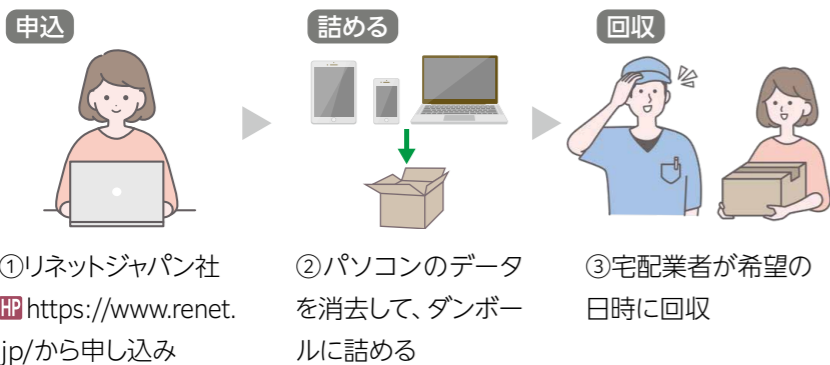 申込
詰める
回収
①リネットジャパン社
HP https://www.renet.
jp/から申し込み
②パソコンのデータ
を消去して、ダンボー
ルに詰める
③宅配業者が希望の
日時に回収